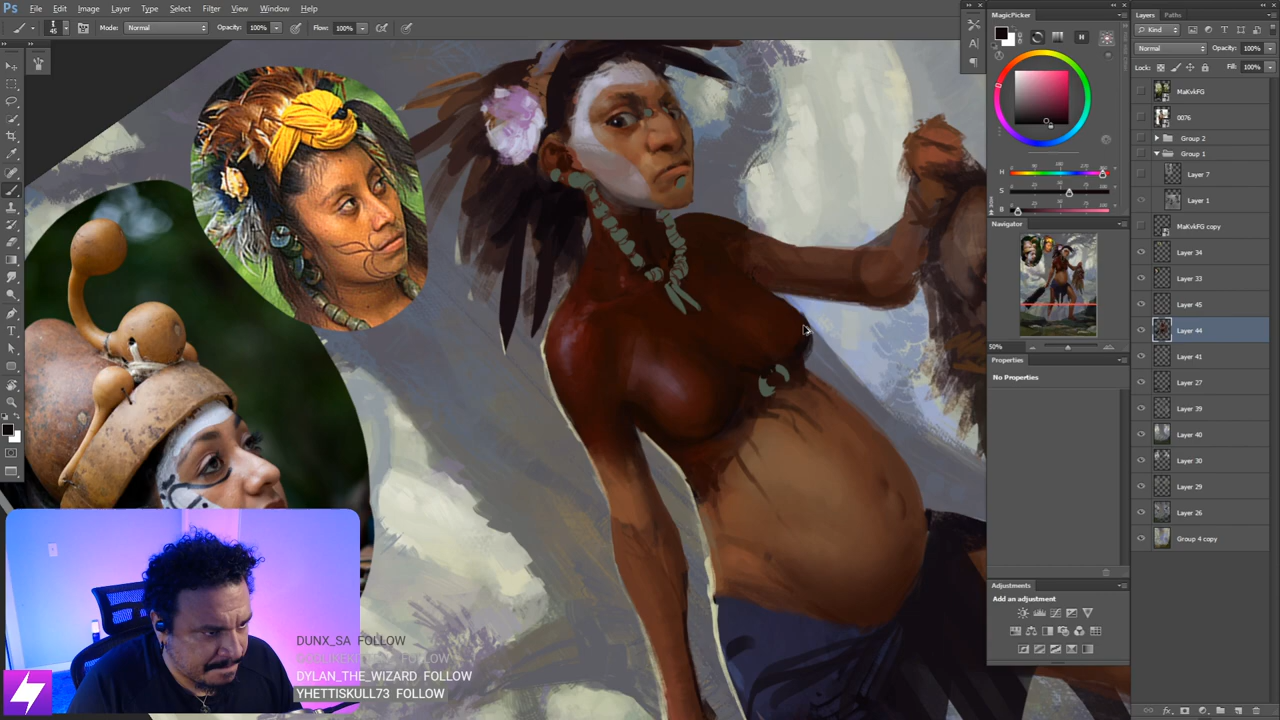 Ps File Edit Image Layer Type Select Filter View Window Help
45 Mode: Normal Opacity: 100% Flow: 100%
MagicPicker
H
H
S
B
Navigator
50%
Properties
No Properties
Adjustments
Add an adjustment
Layers Paths
Kind
Normal Opacity: 100%
Lock: Fill: 100%
MaKvkFG
0076
Group 2
Group 1
Layer 7
Layer 1
MaKvkFG copy
Layer 34
Layer 33
Layer 45
Layer 44
Layer 41
Layer 27
Layer 39
Layer 40
Layer 30
Layer 29
Layer 26
Group 4 copy
DUNX_SA FOLLOW
FOLLOW
DYLAN_THE_WIZARD FOLLOW
YHETTISKULL73 FOLLOW